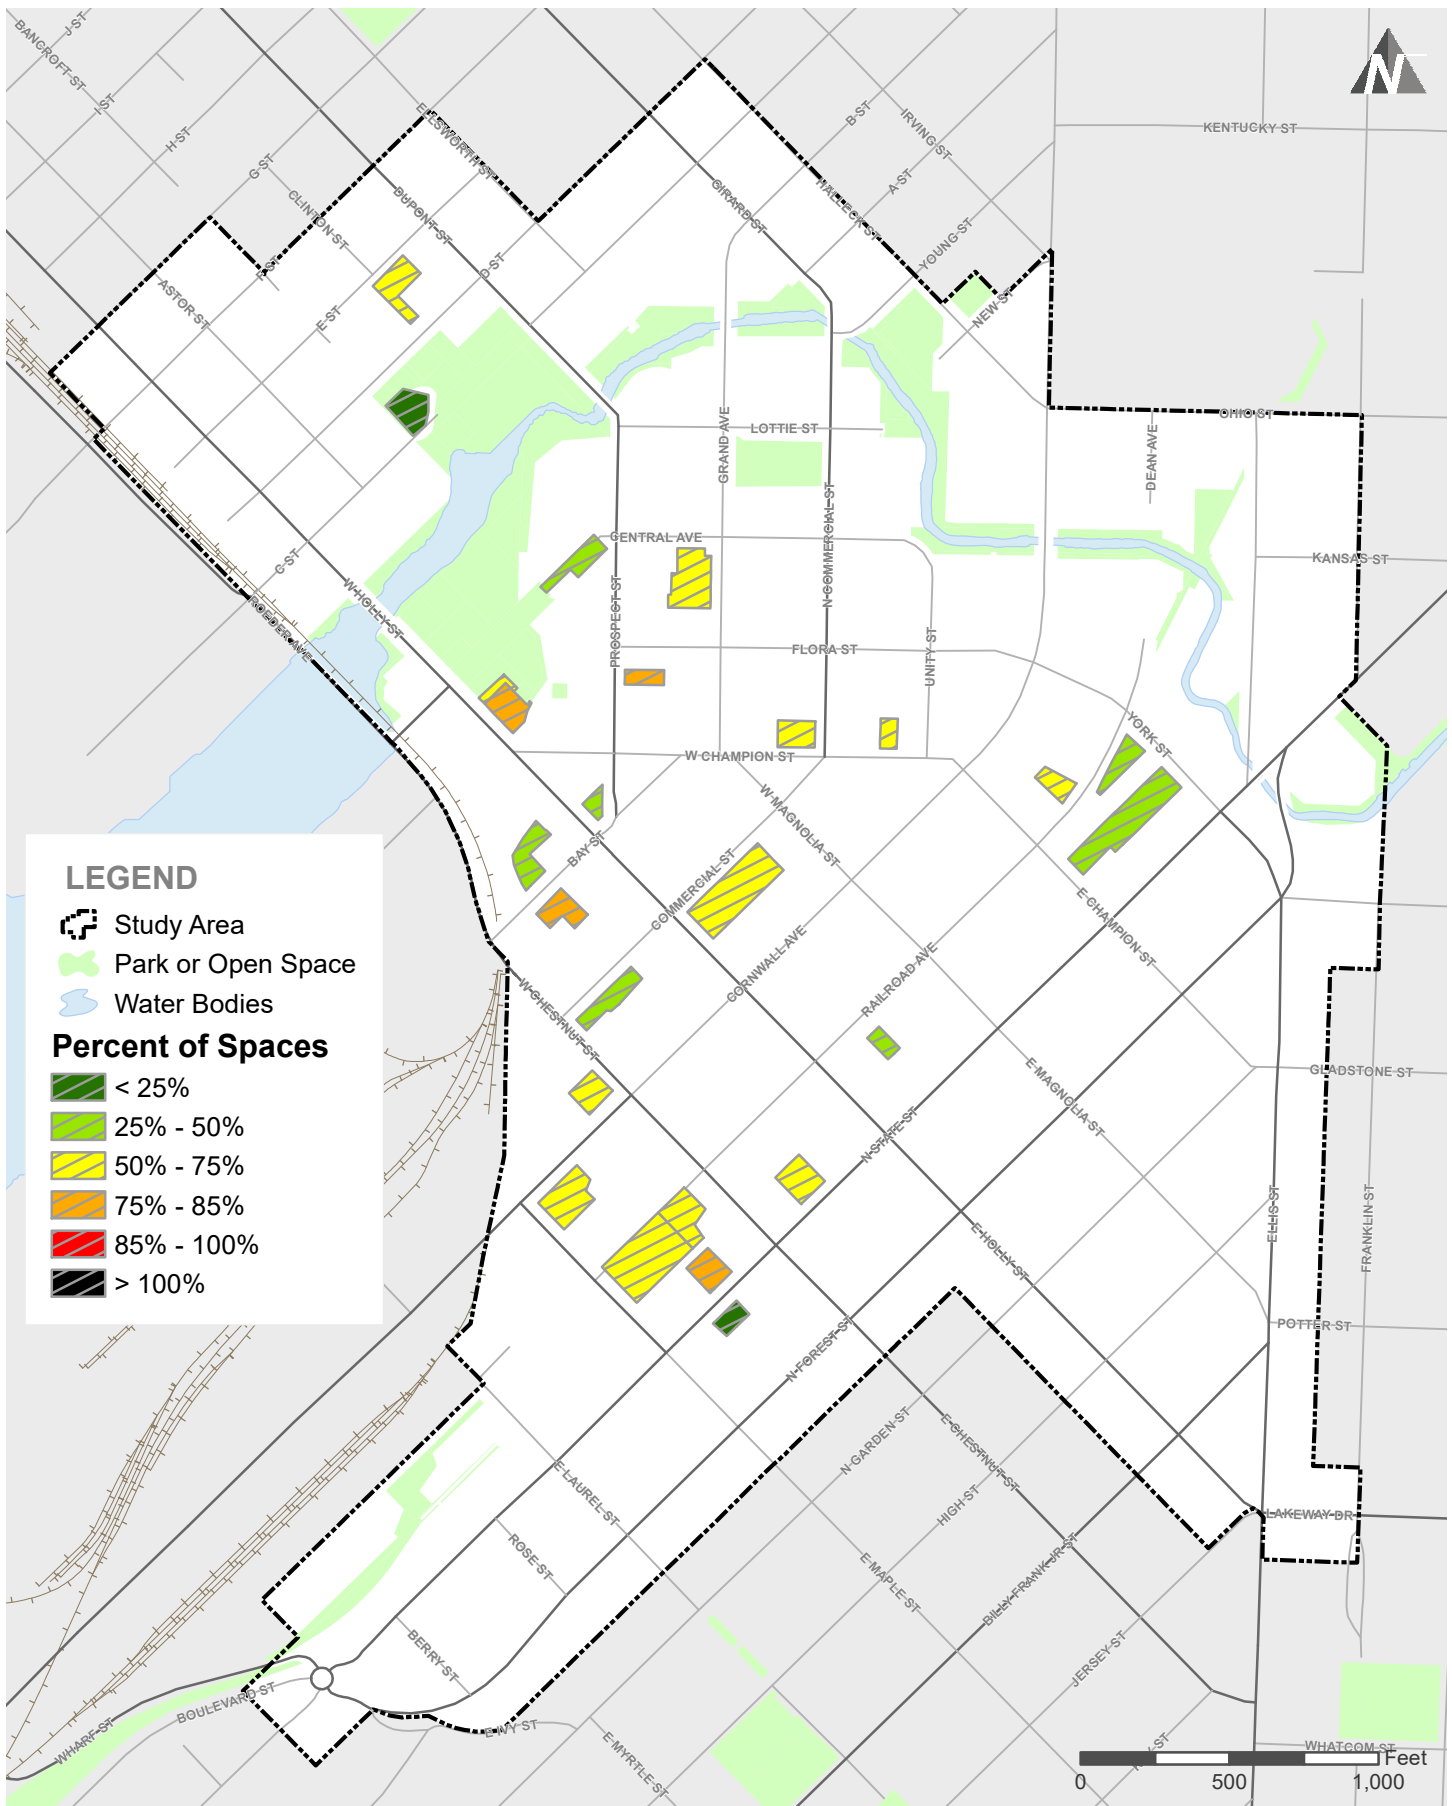 J-ST
BANCROFT-ST
I-ST
H-ST
G-ST
ELLSWORTH-ST
B-ST
IRVING-ST
KENTUCKY ST
N
A-ST
CLINTON-ST
DUPONT-ST
GIRARD-ST
HALLECK-ST
YOUNG-ST
F-ST
D-ST
ASTOR-ST
E-ST
NEW-ST
OHIO-ST
LOTTIE ST
GRAND-AVE
DEAN-AVE
N-COMMERCIAL-ST
CENTRAL AVE
KANSAS ST
C-ST
W-HOLLY-ST
ROEDER-AVE
PROSPECT-ST
FLORA ST
UNITY-ST
YORK-ST
W CHAMPION ST
W-MAGNOLIA-ST
BAY-ST
COMMERCIAL-ST
E-CHAMPION-ST
CORNWALL-AVE
RAILROAD-AVE
W-CHESTNUT-ST
E-MAGNOLIA-ST
GLADSTONE ST
N-STATE-ST
LEGEND
Study Area
Park or Open Space
Water Bodies
Percent of Spaces
< 25%
25% - 50%
50% - 75%
75% - 85%
85% - 100%
> 100%
ELLIS-ST
FRANKLIN-ST
E-HOLLY-ST
POTTER ST
N-FOREST-ST
N-GARDEN-ST
E-CHESTNUT-ST
E-LAUREL-ST
HIGH-ST
LAKEWAY-DR
ROSE-ST
E-MAPLE-ST
BILLY-FRANK-JR-ST
BERRY-ST
JERSEY-ST
BOULEVARD ST
WHARF-ST
E-IVY ST
E-MYRTLE-ST
WHATCOM ST
Feet
0 500 1,000